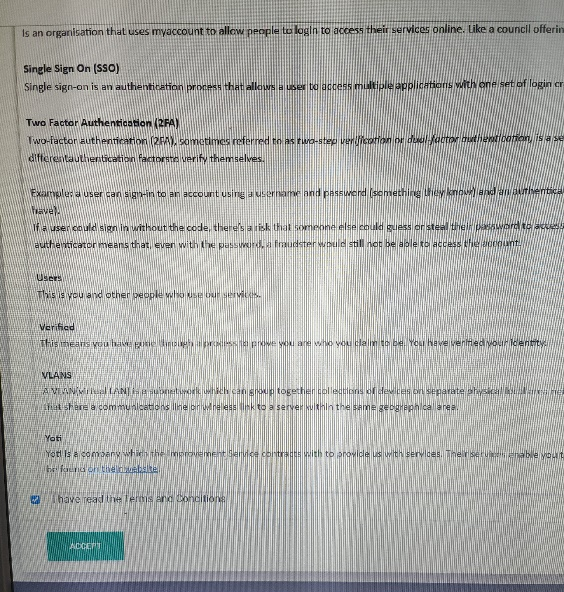 Is an organisation that uses myaccount to allow people to login to access their services online. Like a council offerin
Single Sign On (SSO)
Single sign-on is an authentication process that allows a user to access multiple applications with one set of login cr
Two Factor Authentication (2FA)
Two-factor authentication (2FA), sometimes referred to as two-step verification or dual-factor authentication, is a se
differentauthentication factorsto verify themselves.
Example: a user can sign-in to an account using a username and password (something they know) and an authentica
have).
If a user could sign in without the code, there's a risk that someone else could guess or steal their password to access
authenticator means that, even with the password, a fraudster would still not be able to access the account.
Users
This is you and other people who use our services.
Verified
This means you have gone through a process to prove you are who you claim to be. You have verified your identity.
VLANS
A VLAN(virtual LAN) is a subnetwork which can group together collections of devices on separate physical local area ne
that share a communications line or wireless link to a server within the same geographical area.
Yoti
Yoti is a company which the Improvement Service contracts with to provide us with services. Their services enable you t
be found on their website
I have read the Terms and Conditions
ACCEPT